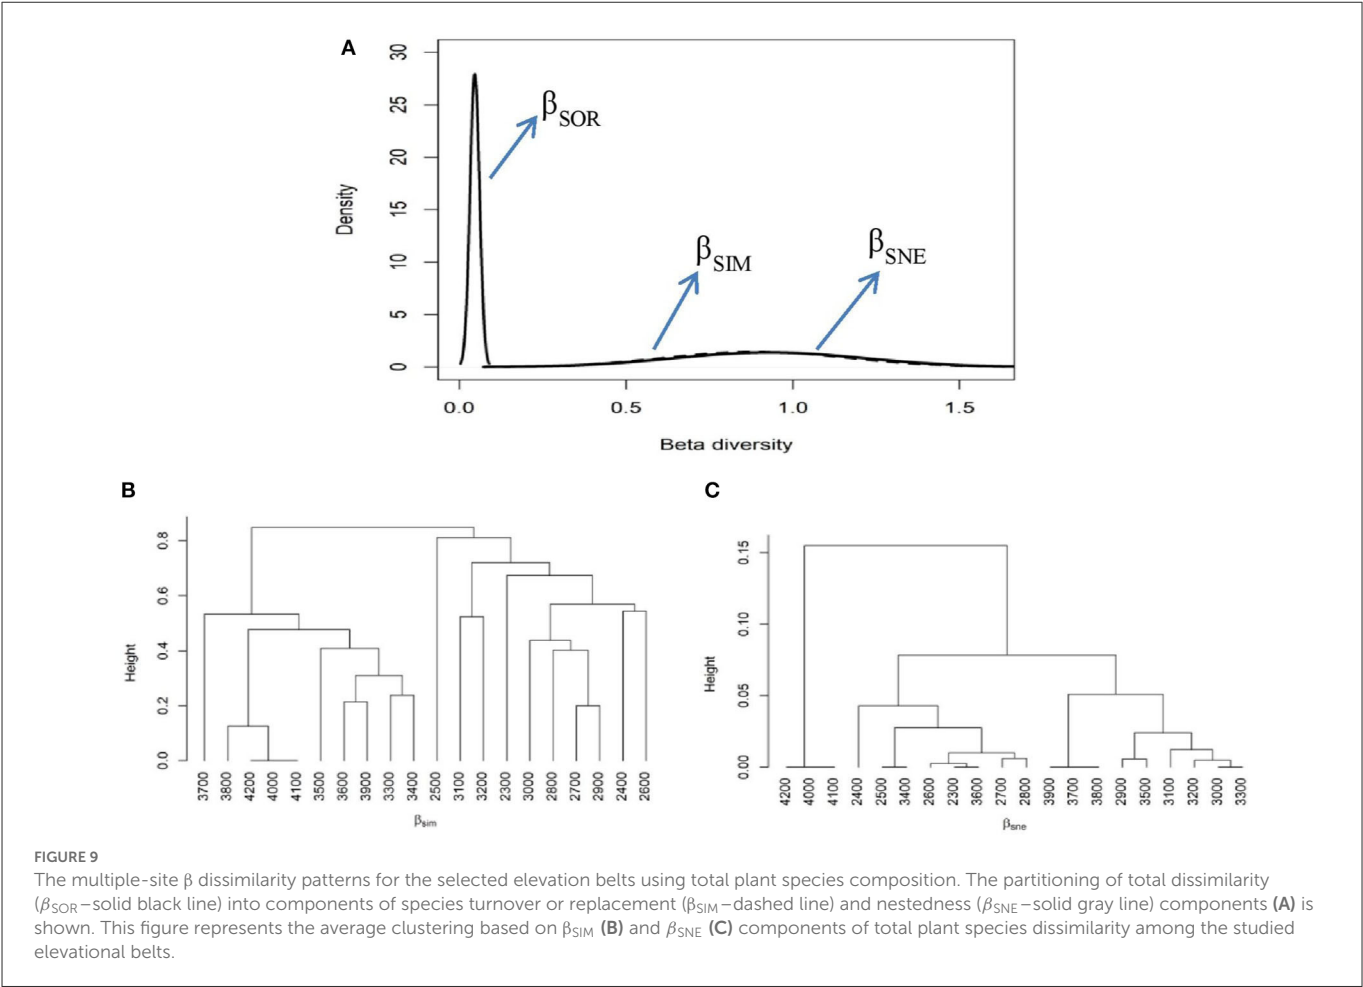 A
30
25
20
15
10
5
0
Density
βSOR
βSIM
βSNE
0.0 0.5 1.0 1.5
Beta diversity
B
0.8
0.6
0.4
0.2
0.0
Height
3700 3800 4200 4000 4100 3500 3600 3900 3300 3400 2500 3100 3200 2300 3000 2800 2700 2900 2400 2600
βsim
C
0.15
0.10
0.05
0.00
Height
4200 4000 4100 2400 2500 3400 2600 2300 3600 2700 2800 3900 3700 3800 2900 3500 3100 3200 3000 3300
βsne
FIGURE 9
The multiple-site β dissimilarity patterns for the selected elevation belts using total plant species composition. The partitioning of total dissimilarity
(βSOR–solid black line) into components of species turnover or replacement (βSIM–dashed line) and nestedness (βSNE–solid gray line) components (A) is
shown. This figure represents the average clustering based on βSIM (B) and βSNE (C) components of total plant species dissimilarity among the studied
elevational belts.